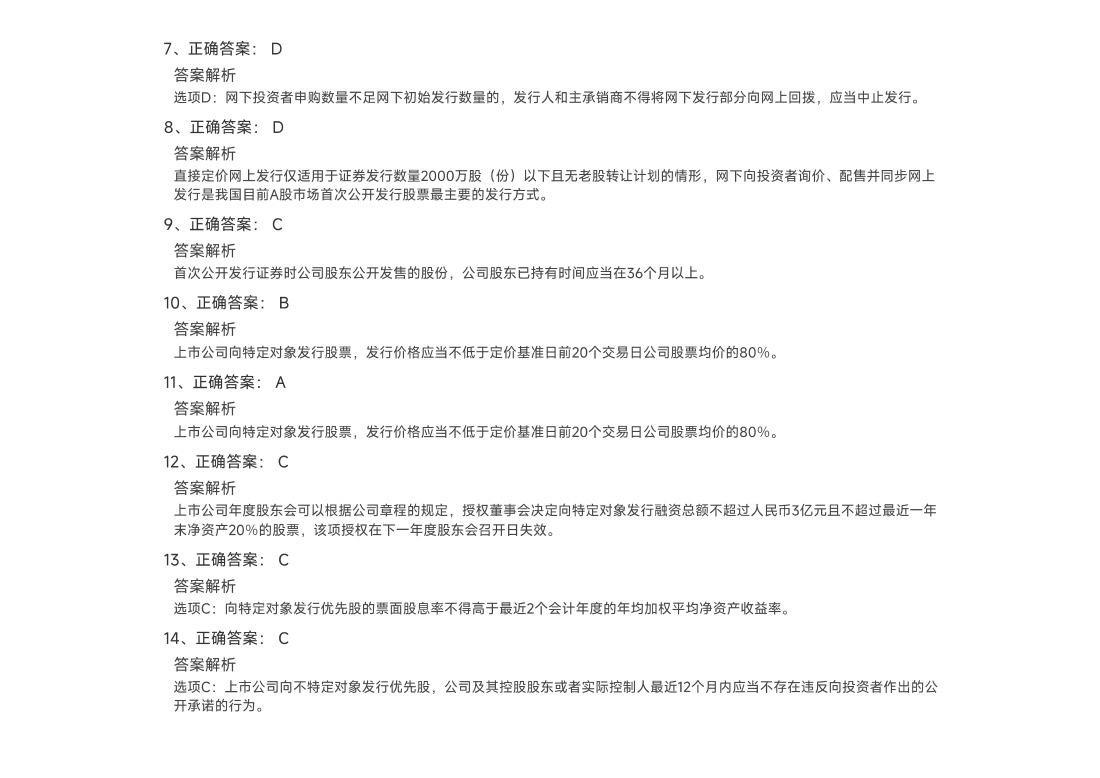 7、正确答案： D
答案解析
选项D：网下投资者申购数量不足网下初始发行数量的，发行人和主承销商不得将网下发行部分向网上回拨，应当中止发行。
8、正确答案： D
答案解析
直接定价网上发行仅适用于证券发行数量2000万股（份）以下且无老股转让计划的情形，网下向投资者询价、配售并同步网上
发行是我国目前A股市场首次公开发行股票最主要的发行方式。
9、正确答案： C
答案解析
首次公开发行证券时公司股东公开发售的股份，公司股东已持有时间应当在36个月以上。
10、正确答案： B
答案解析
上市公司向特定对象发行股票，发行价格应当不低于定价基准日前20个交易日公司股票均价的80%。
11、正确答案： A
答案解析
上市公司向特定对象发行股票，发行价格应当不低于定价基准日前20个交易日公司股票均价的80%。
12、正确答案： C
答案解析
上市公司年度股东会可以根据公司章程的规定，授权董事会决定向特定对象发行融资总额不超过人民币3亿元且不超过最近一年
末净资产20%的股票，该项授权在下一年度股东会召开日失效。
13、正确答案： C
答案解析
选项C：向特定对象发行优先股的票面股息率不得高于最近2个会计年度的年均加权平均净资产收益率。
14、正确答案： C
答案解析
选项C：上市公司向不特定对象发行优先股，公司及其控股股东或者实际控制人最近12个月内应当不存在违反向投资者作出的公
开承诺的行为。